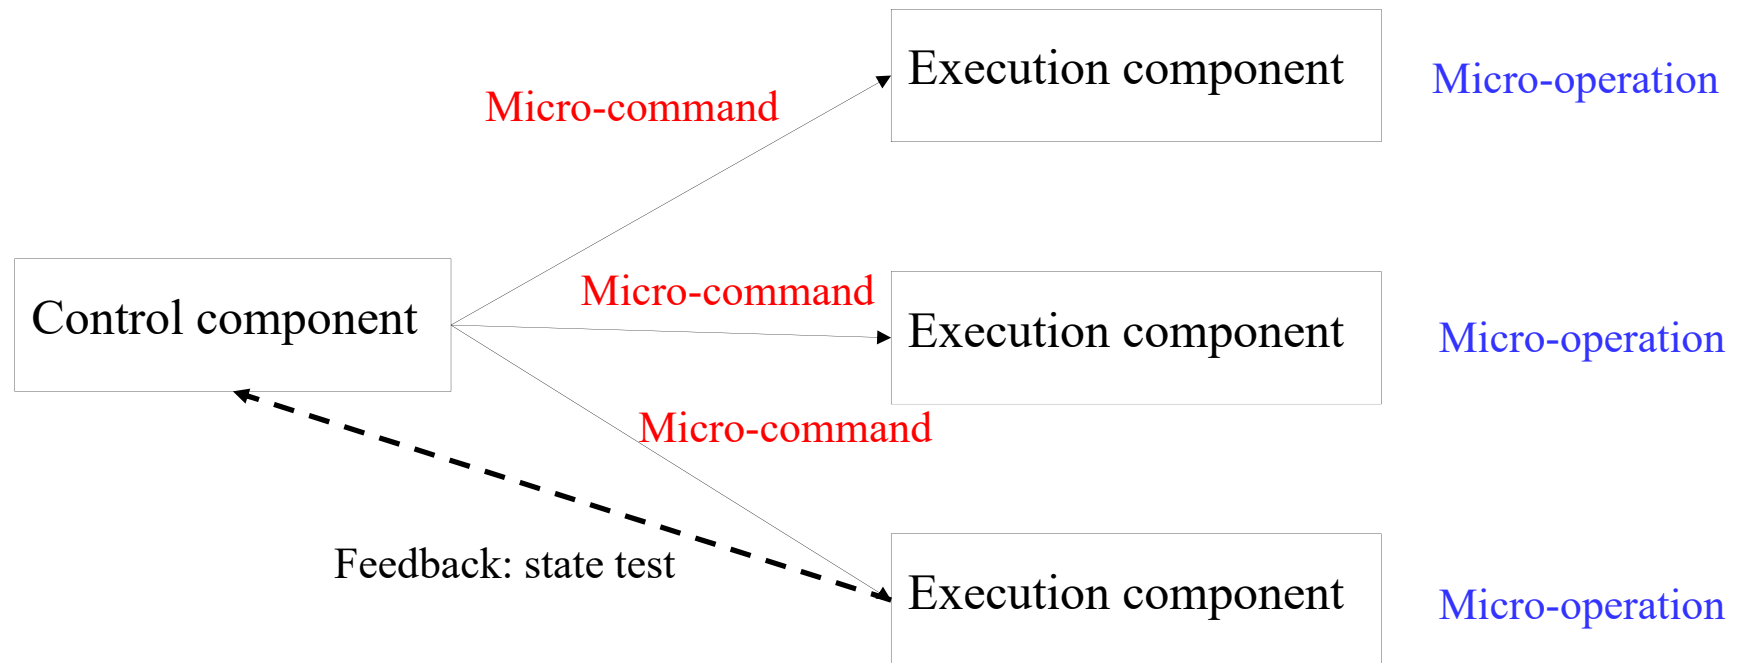 Execution component
Micro-operation
Micro-command
Micro-command
Control component
Execution component
Micro-operation
Micro-command
Feedback: state test
Execution component
Micro-operation